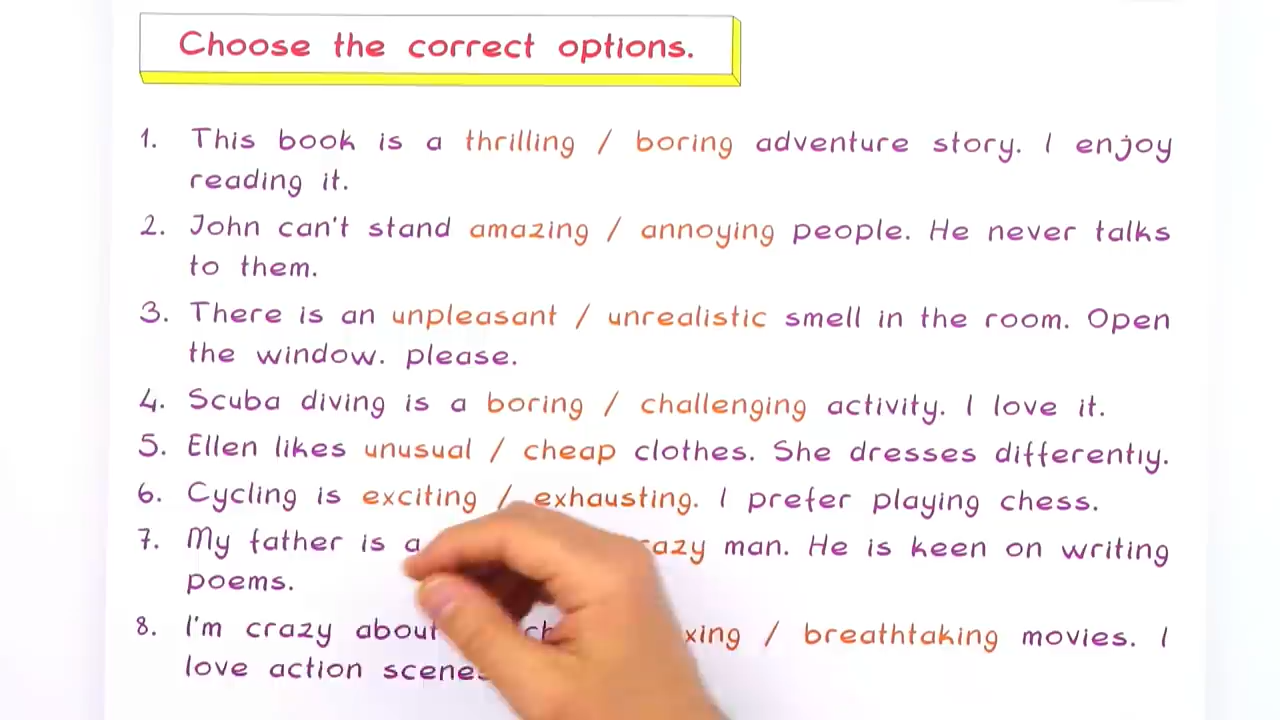 Choose the correct options.
1. This book is a thrilling / boring adventure story. I enjoy
reading it.
2. John can't stand amazing / annoying people. He never talks
to them.
3. There is an unpleasant / unrealistic smell in the room. Open
the window. please.
4. Scuba diving is a boring / challenging activity. I love it.
5. Ellen likes unusual / cheap clothes. She dresses differently.
6. Cycling is exciting / exhausting. I prefer playing chess.
7. My father is a man. He is keen on writing
poems.
8. I'm crazy about / breathtaking movies. I
love action